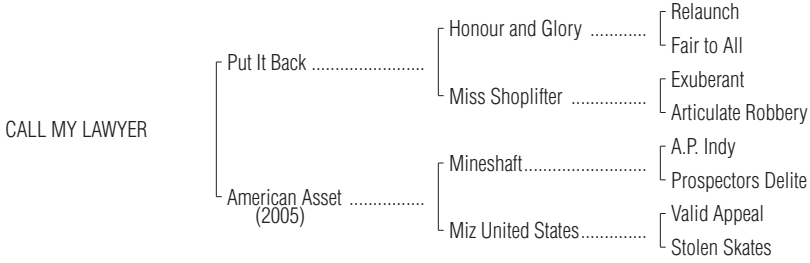 Relaunch
Honour and Glory ............
Fair to All
Put It Back ........................
Exuberant
Miss Shoplifter ................
Articulate Robbery
CALL MY LAWYER
A.P. Indy
Mineshaft..........................
Prospectors Delite
American Asset ................
(2005)
Valid Appeal
Miz United States..............
Stolen Skates